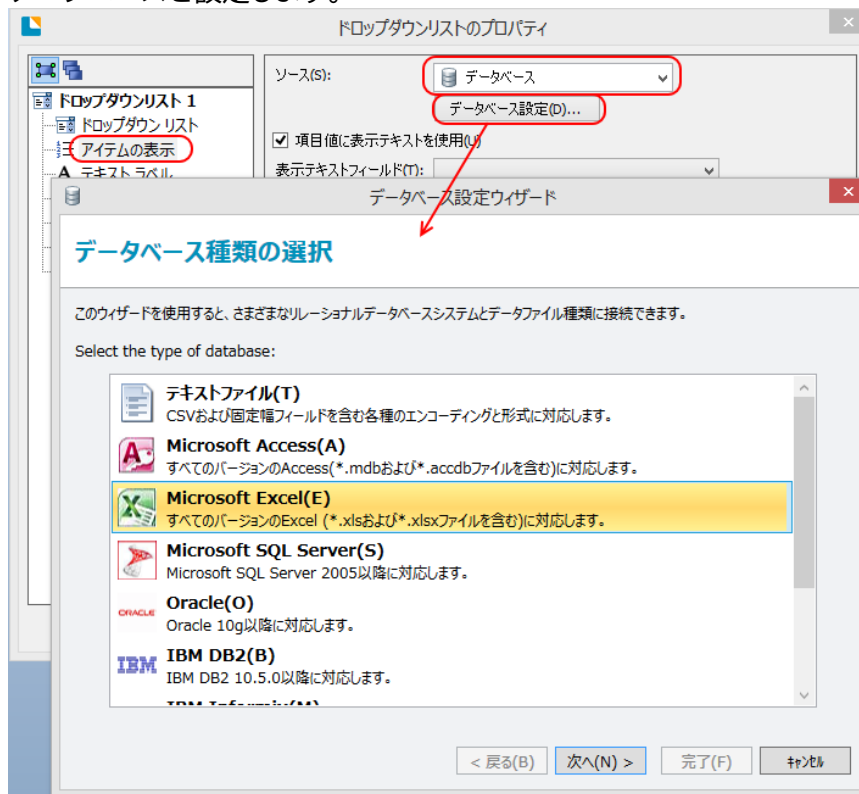 ドロップダウンリストのプロパティ
ソース(S):
データベース
データベース設定(D)...
ドロップダウンリスト 1
ドロップダウン リスト
アイテムの表示
テキスト ラベル
項目値に表示テキストを使用(U)
表示テキストフィールド(T):
データベース設定ウィザード
データベース種類の選択
このウィザードを使用すると、さまざまなリレーショナルデータベースシステムとデータファイル種類に接続できます。
Select the type of database:
テキストファイル(T)
CSVおよび固定幅フィールドを含む各種のエンコーディングと形式に対応します。
Microsoft Access(A)
すべてのバージョンのAccess(*.mdbおよび*.accdbファイルを含む)に対応します。
Microsoft Excel(E)
すべてのバージョンのExcel (*.xlsおよび*.xlsxファイルを含む)に対応します。
Microsoft SQL Server(S)
Microsoft SQL Server 2005以降に対応します。
ORACLE
Oracle(O)
Oracle 10g以降に対応します。
IBM
IBM DB2(B)
IBM DB2 10.5.0以降に対応します。
< 戻る(B) 次へ(N) > 完了(F) キャンセル